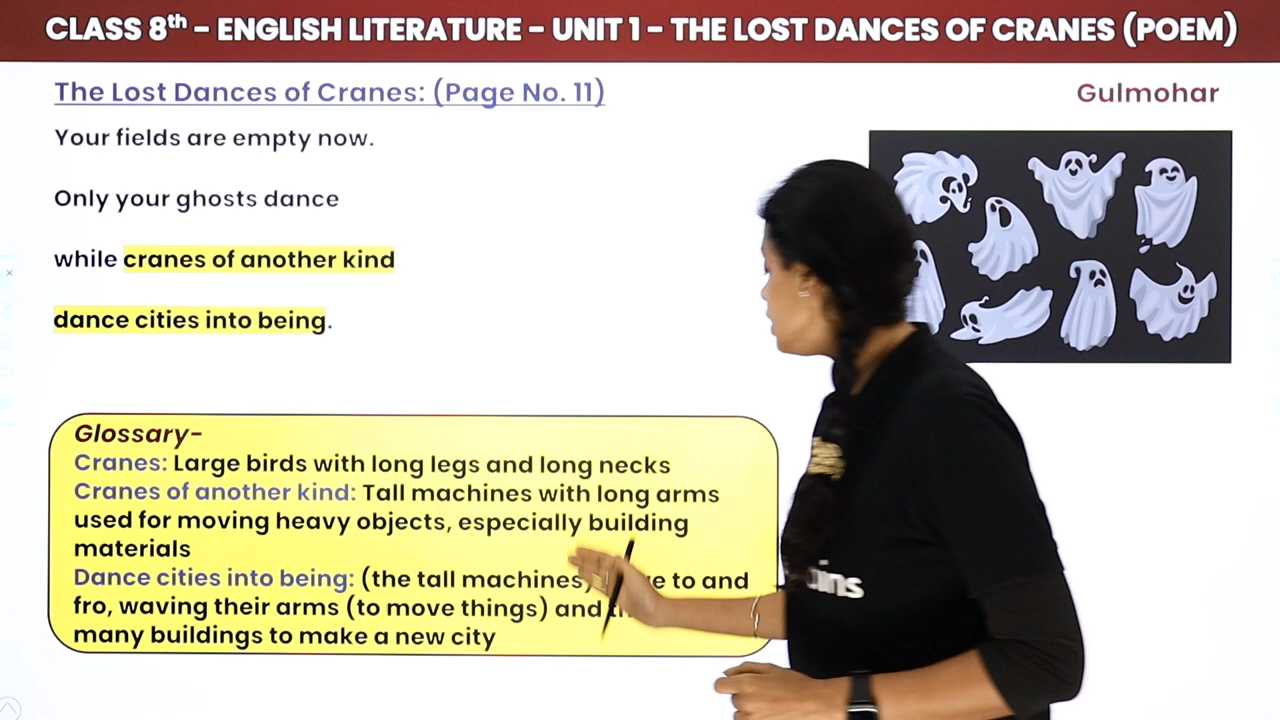 CLASS 8th – ENGLISH LITERATURE – UNIT 1 – THE LOST DANCES OF CRANES (POEM)
The Lost Dances of Cranes: (Page No. 11)
Gulmohar
Your fields are empty now.
Only your ghosts dance
while cranes of another kind
dance cities into being.
Glossary-
Cranes: Large birds with long legs and long necks
Cranes of another kind: Tall machines with long arms
used for moving heavy objects, especially building
materials
Dance cities into being: (the tall machines) to and
fro, waving their arms (to move things) and
many buildings to make a new city